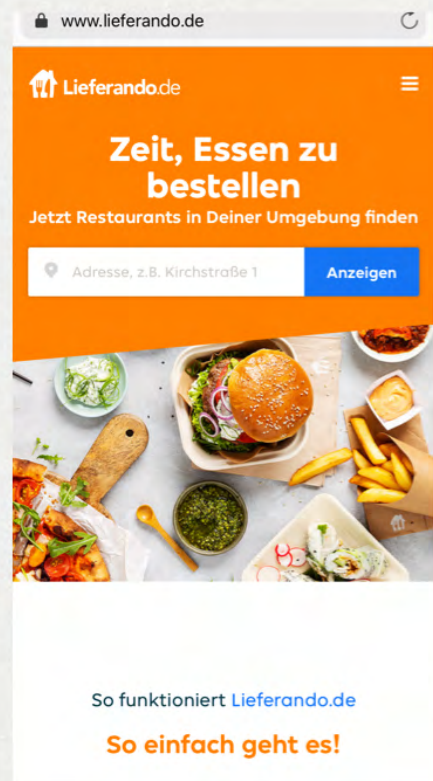 www.lieferando.de
Lieferando.de
Zeit, Essen zu
bestellen
Jetzt Restaurants in Deiner Umgebung finden
Adresse, z.B. Kirchstraße 1
Anzeigen
So funktioniert Lieferando.de
So einfach geht es!